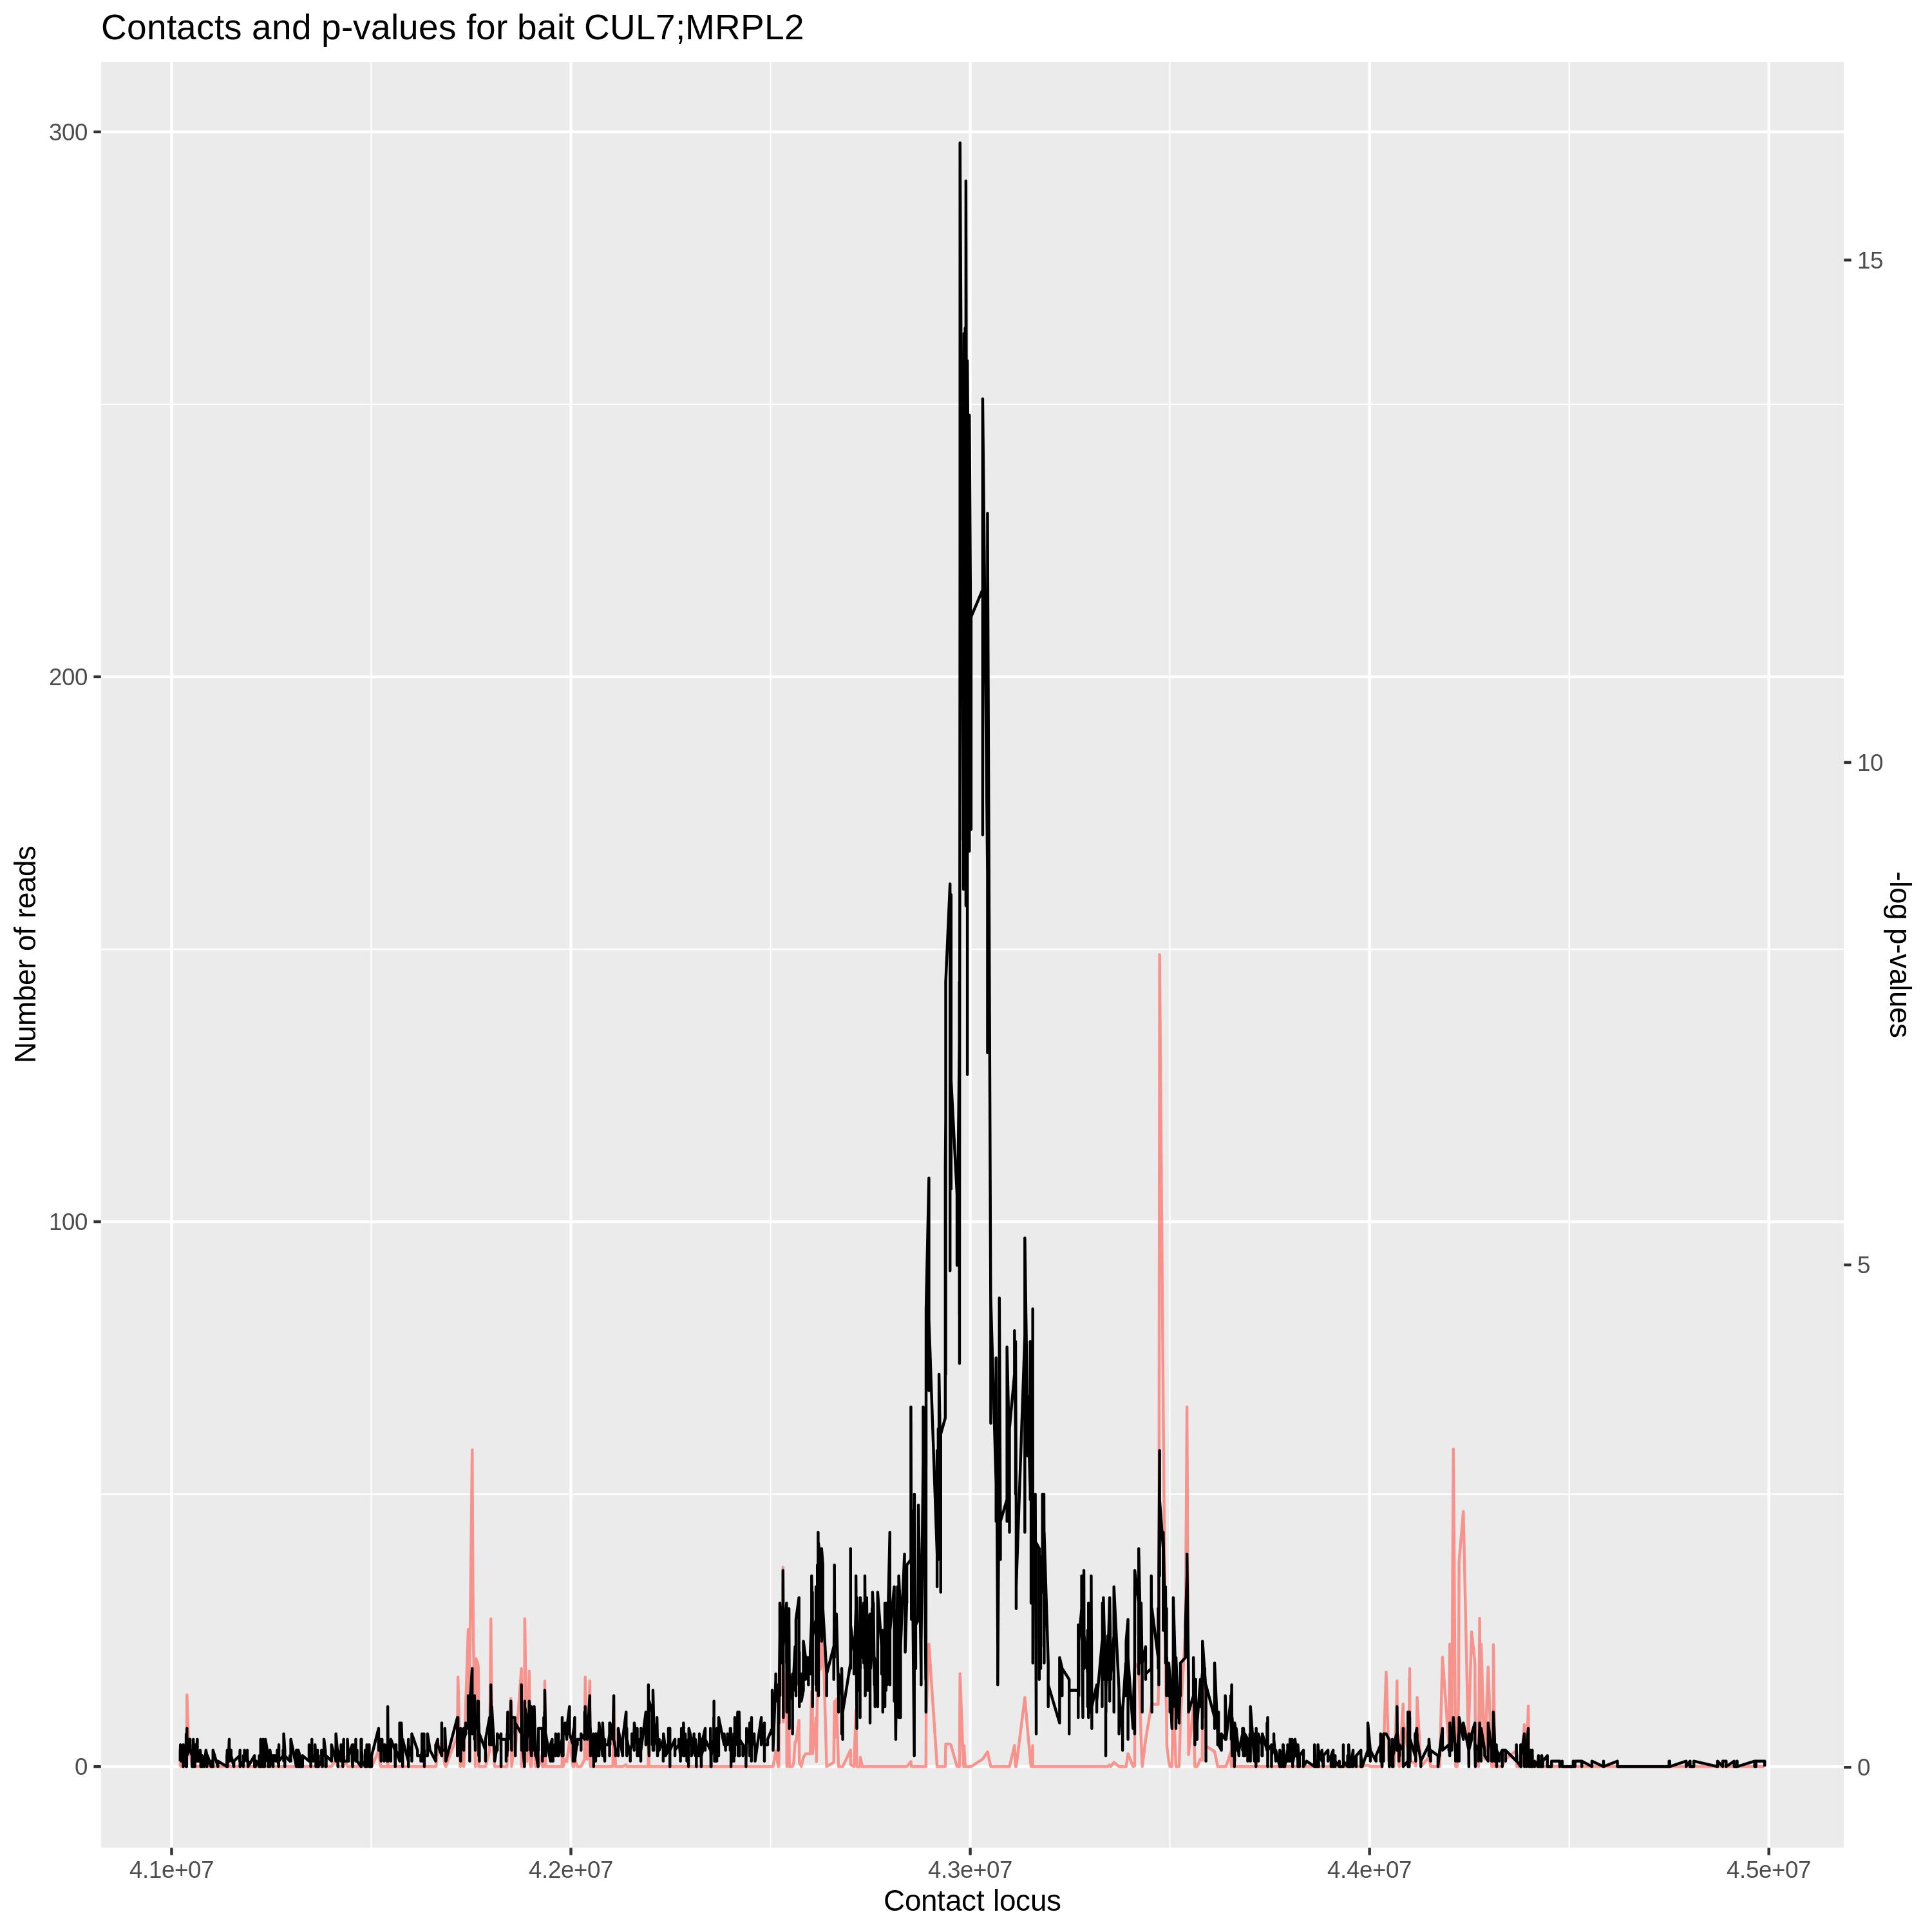 Contacts and p-values for bait CUL7;MRPL2
300
200
100
0
Number of reads
15
10
5
0
-log p-values
4.1e+07
4.2e+07
4.3e+07
4.4e+07
4.5e+07
Contact locus